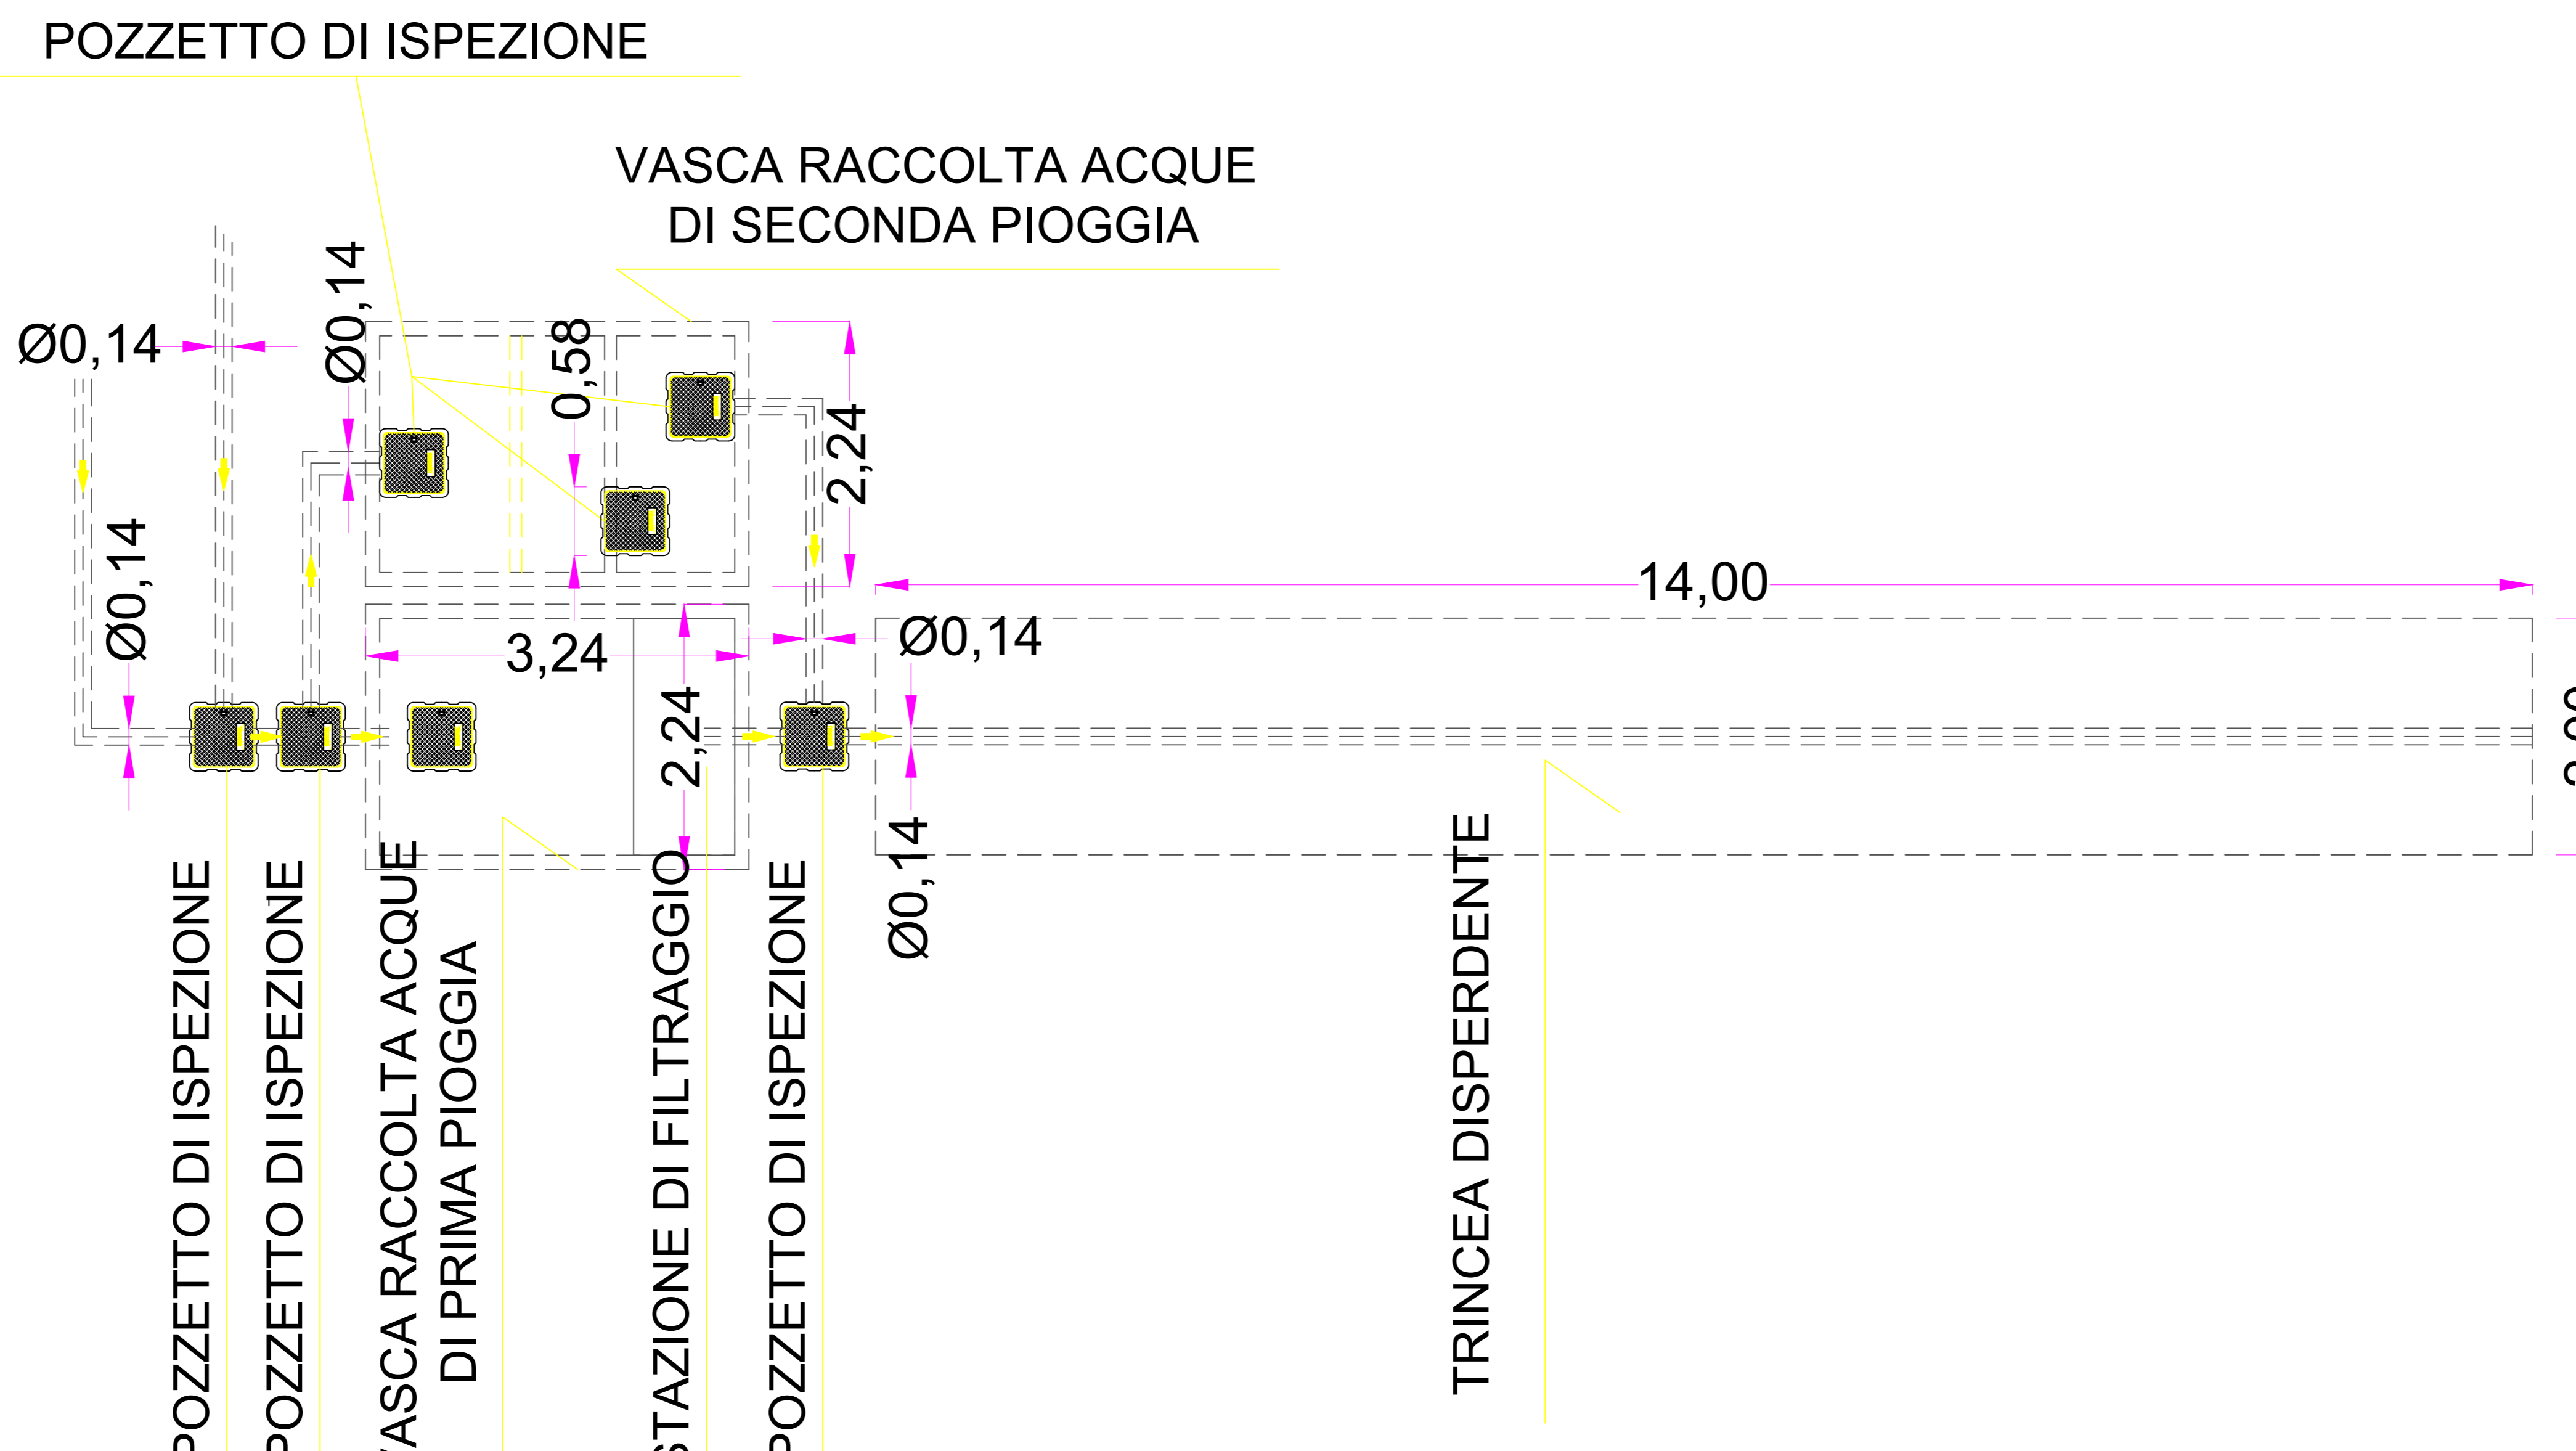 POZZETTO DI ISPEZIONE
VASCA RACCOLTA ACQUE
DI SECONDA PIOGGIA
Ø0,14
Ø0,14
0,58
2,24
Ø0,14
14,00
3,24
Ø0,14
2,24
Ø0,14
POZZETTO DI ISPEZIONE
POZZETTO DI ISPEZIONE
VASCA RACCOLTA ACQUE
DI PRIMA PIOGGIA
STAZIONE DI FILTRAGGIO
POZZETTO DI ISPEZIONE
TRINCEA DISPERDENTE